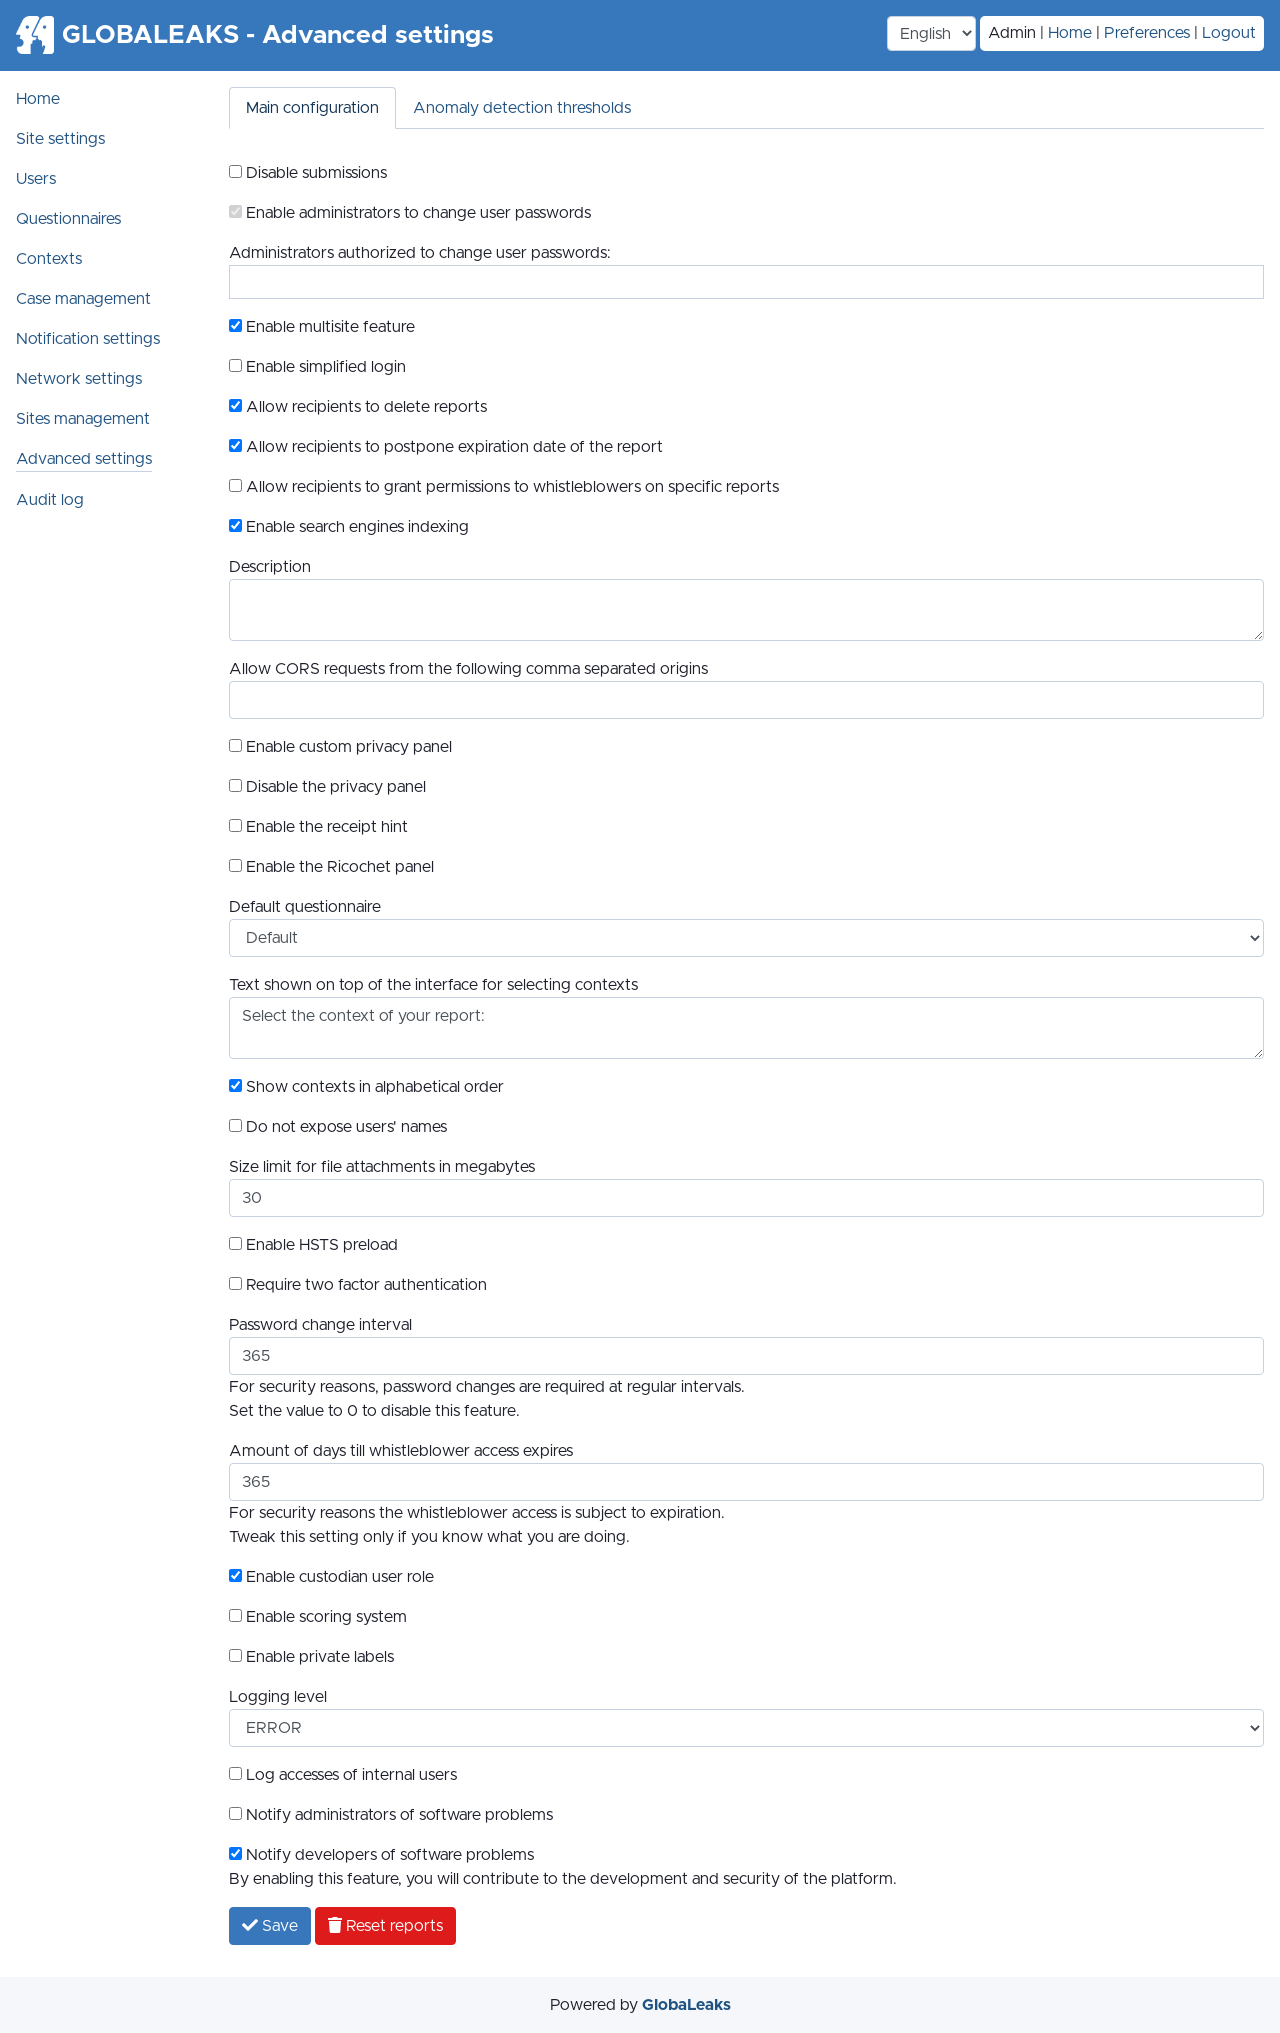 GLOBALEAKS - Advanced settings
English
Admin | Home | Preferences | Logout
Home
Site settings
Users
Questionnaires
Contexts
Case management
Notification settings
Network settings
Sites management
Advanced settings
Audit log
Main configuration
Anomaly detection thresholds
Disable submissions
Enable administrators to change user passwords
Administrators authorized to change user passwords:
Enable multisite feature
Enable simplified login
Allow recipients to delete reports
Allow recipients to postpone expiration date of the report
Allow recipients to grant permissions to whistleblowers on specific reports
Enable search engines indexing
Description
Allow CORS requests from the following comma separated origins
Enable custom privacy panel
Disable the privacy panel
Enable the receipt hint
Enable the Ricochet panel
Default questionnaire
Default
Text shown on top of the interface for selecting contexts
Select the context of your report:
Show contexts in alphabetical order
Do not expose users' names
Size limit for file attachments in megabytes
30
Enable HSTS preload
Require two factor authentication
Password change interval
365
For security reasons, password changes are required at regular intervals.
Set the value to 0 to disable this feature.
Amount of days till whistleblower access expires
365
For security reasons the whistleblower access is subject to expiration.
Tweak this setting only if you know what you are doing.
Enable custodian user role
Enable scoring system
Enable private labels
Logging level
ERROR
Log accesses of internal users
Notify administrators of software problems
Notify developers of software problems
By enabling this feature, you will contribute to the development and security of the platform.
Save
Reset reports
Powered by GlobaLeaks